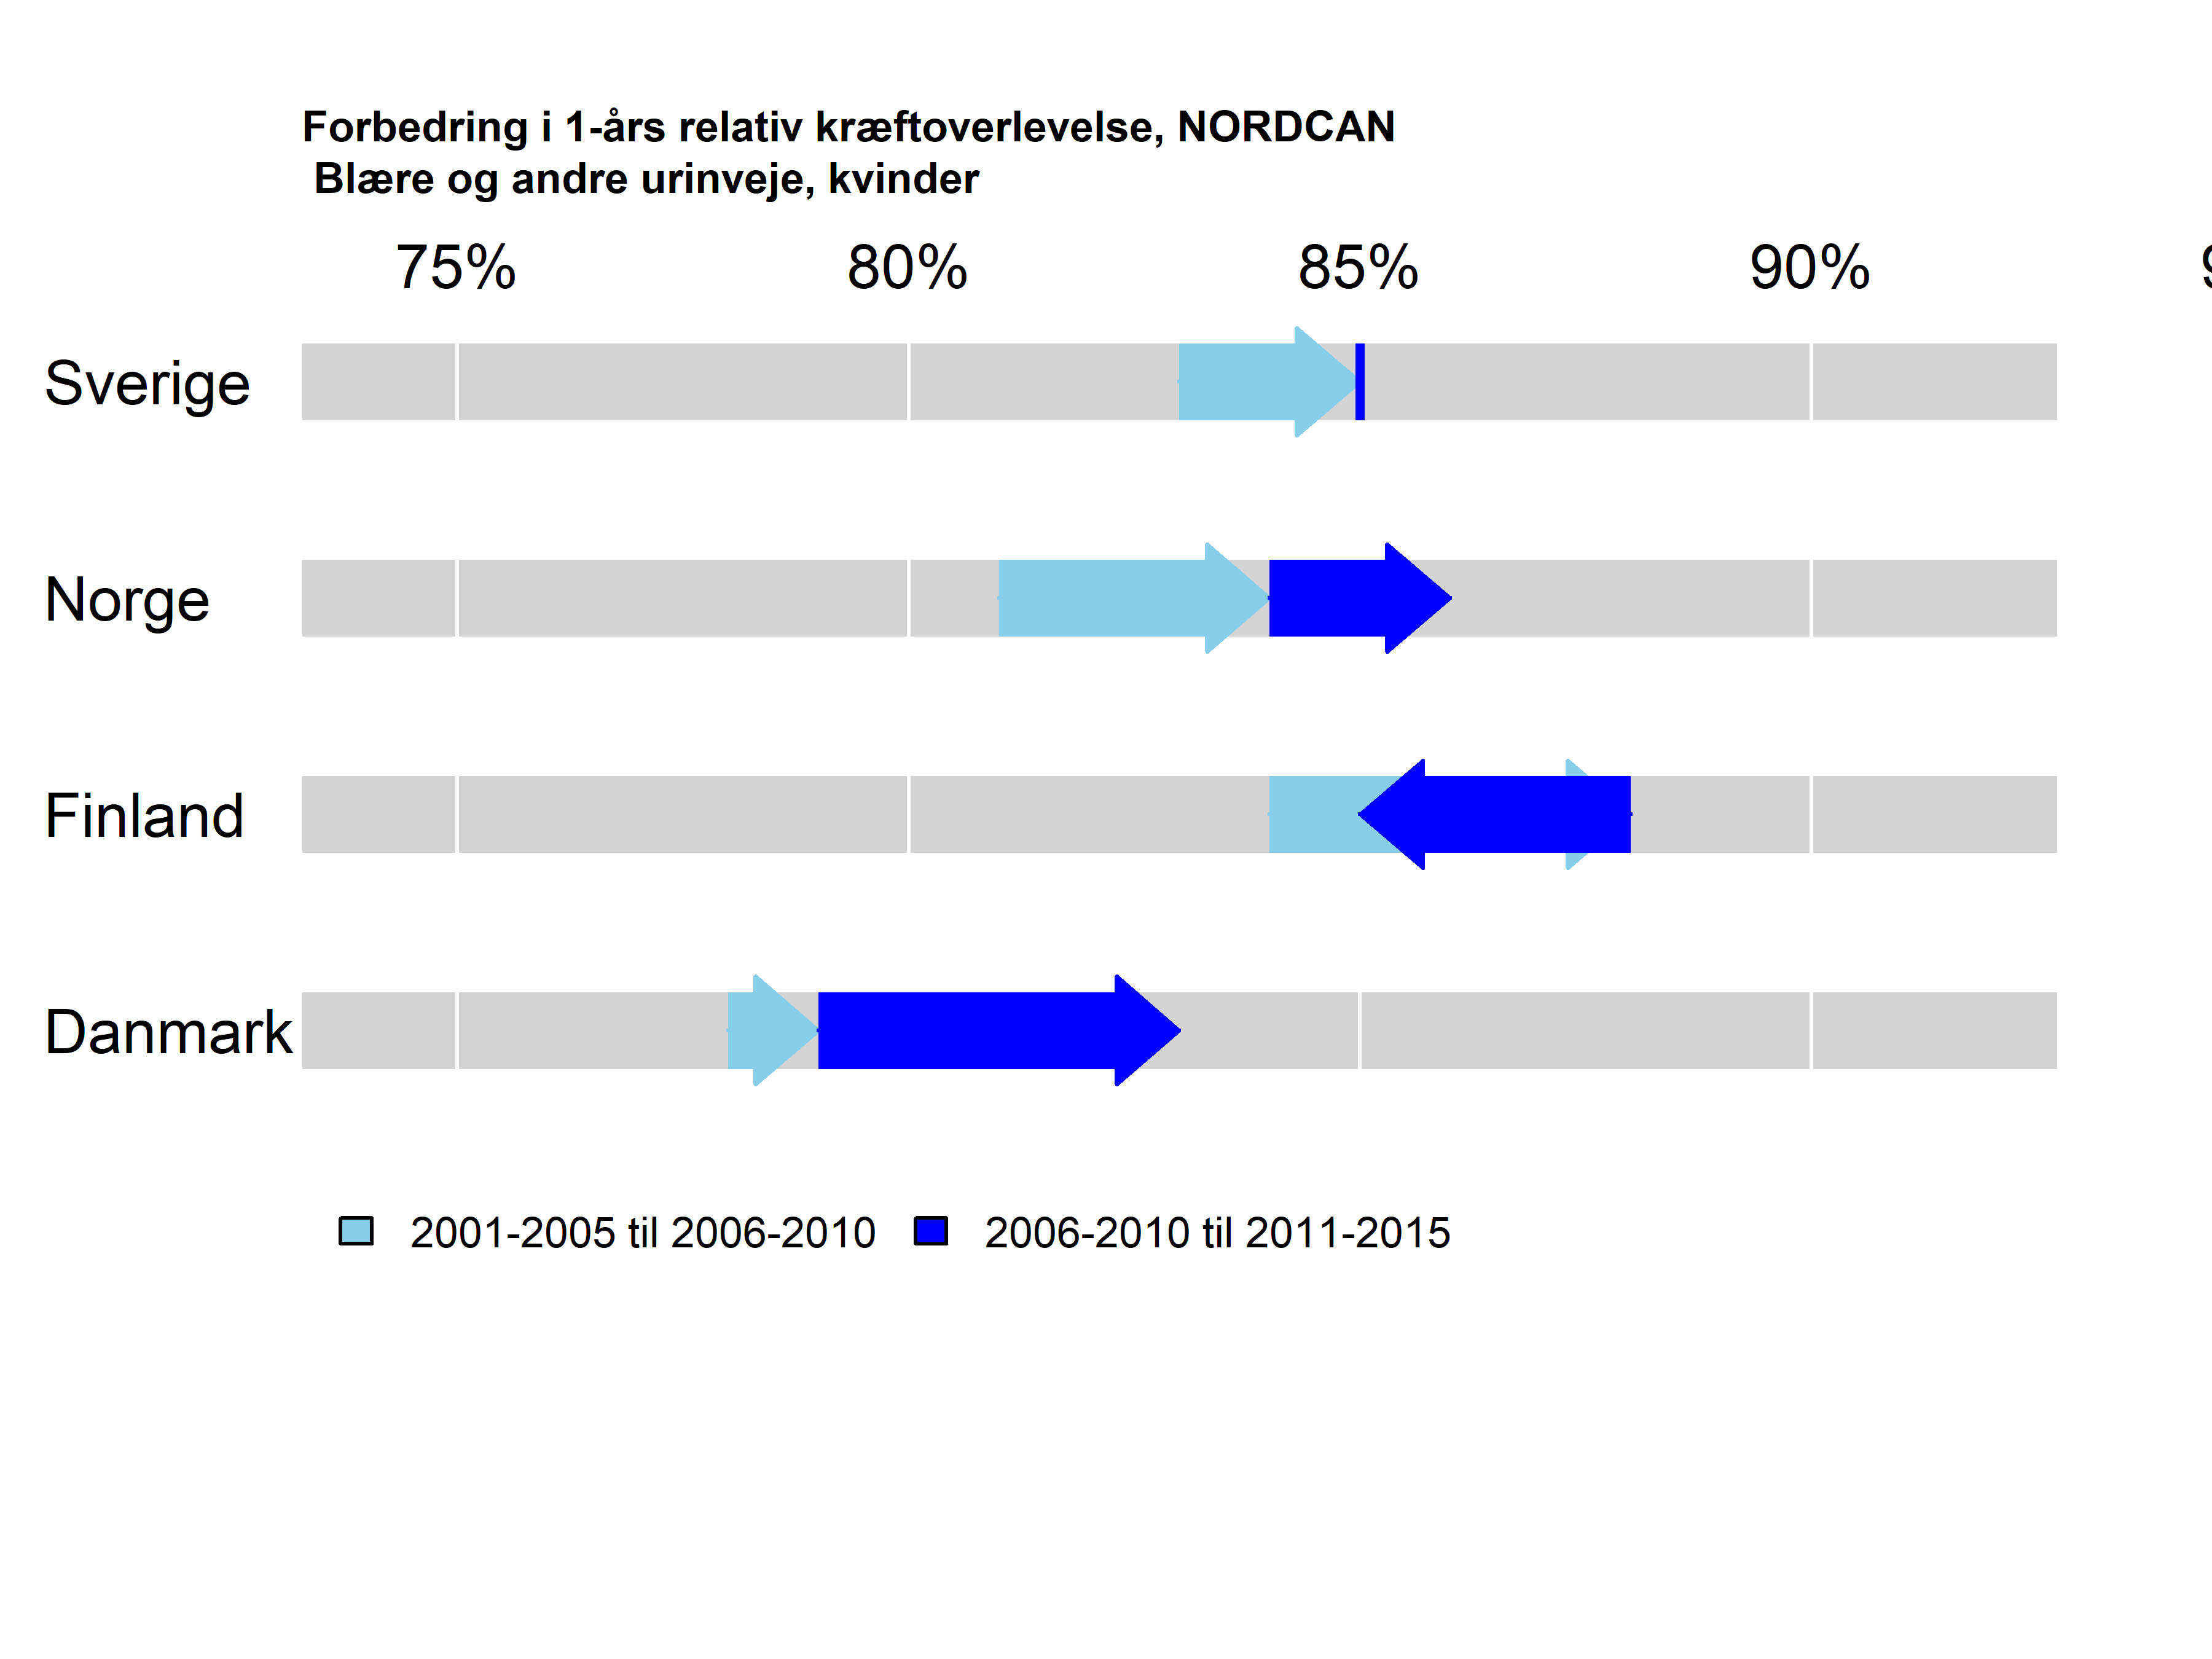 Forbedring i 1-års relativ kræftoverlevelse, NORDCAN
Blære og andre urinveje, kvinder
75% 80% 85% 90%
Sverige
Norge
Finland
Danmark
2001-2005 til 2006-2010 2006-2010 til 2011-2015